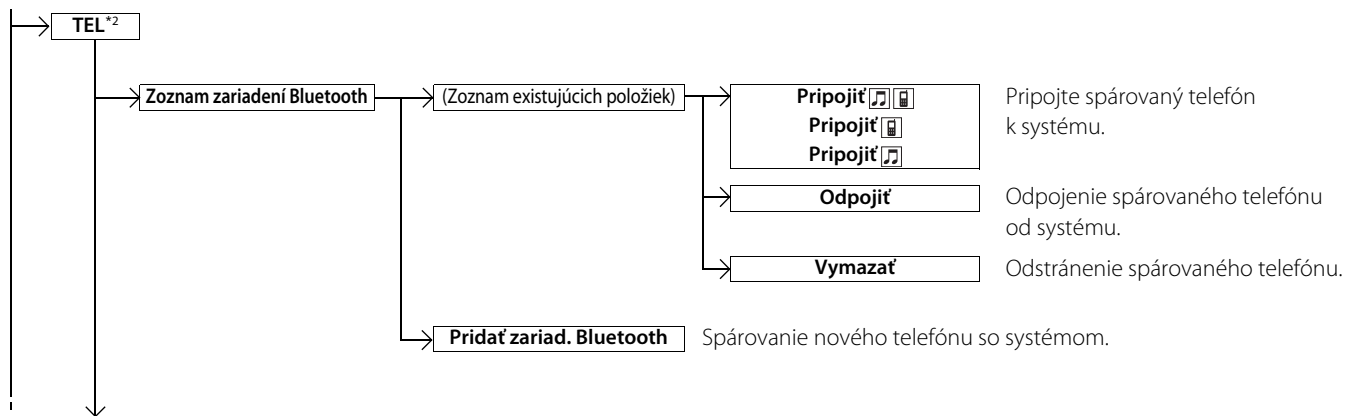 TEL*2
Zoznam zariadení Bluetooth
(Zoznam existujúcich položiek)
Pripojiť
Pripojiť
Pripojiť
Pripojte spárovaný telefón
k systému.
Odpojiť
Odpojenie spárovaného telefónu
od systému.
Vymazať
Odstránenie spárovaného telefónu.
Pridať zariad. Bluetooth
Spárovanie nového telefónu so systémom.